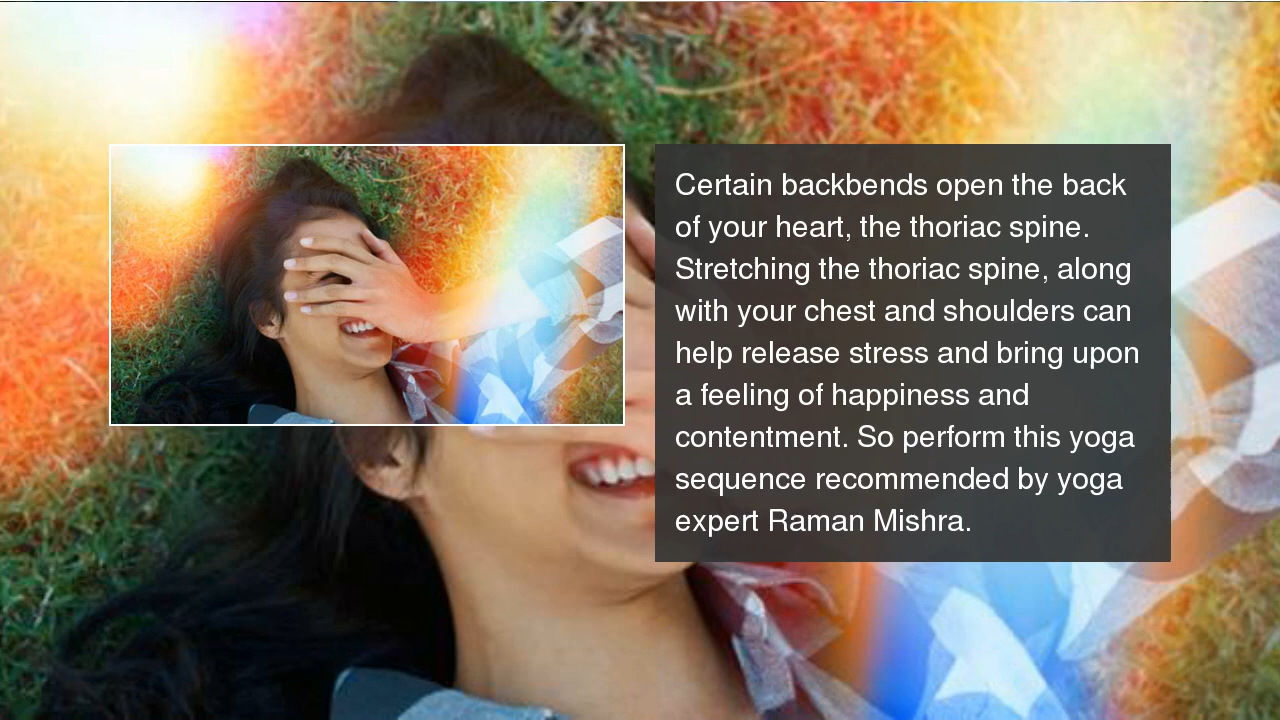 Certain backbends open the back
of your heart, the thoriac spine.
Stretching the thoriac spine, along
with your chest and shoulders can
help release stress and bring upon
a feeling of happiness and
contentment. So perform this yoga
sequence recommended by yoga
expert Raman Mishra.